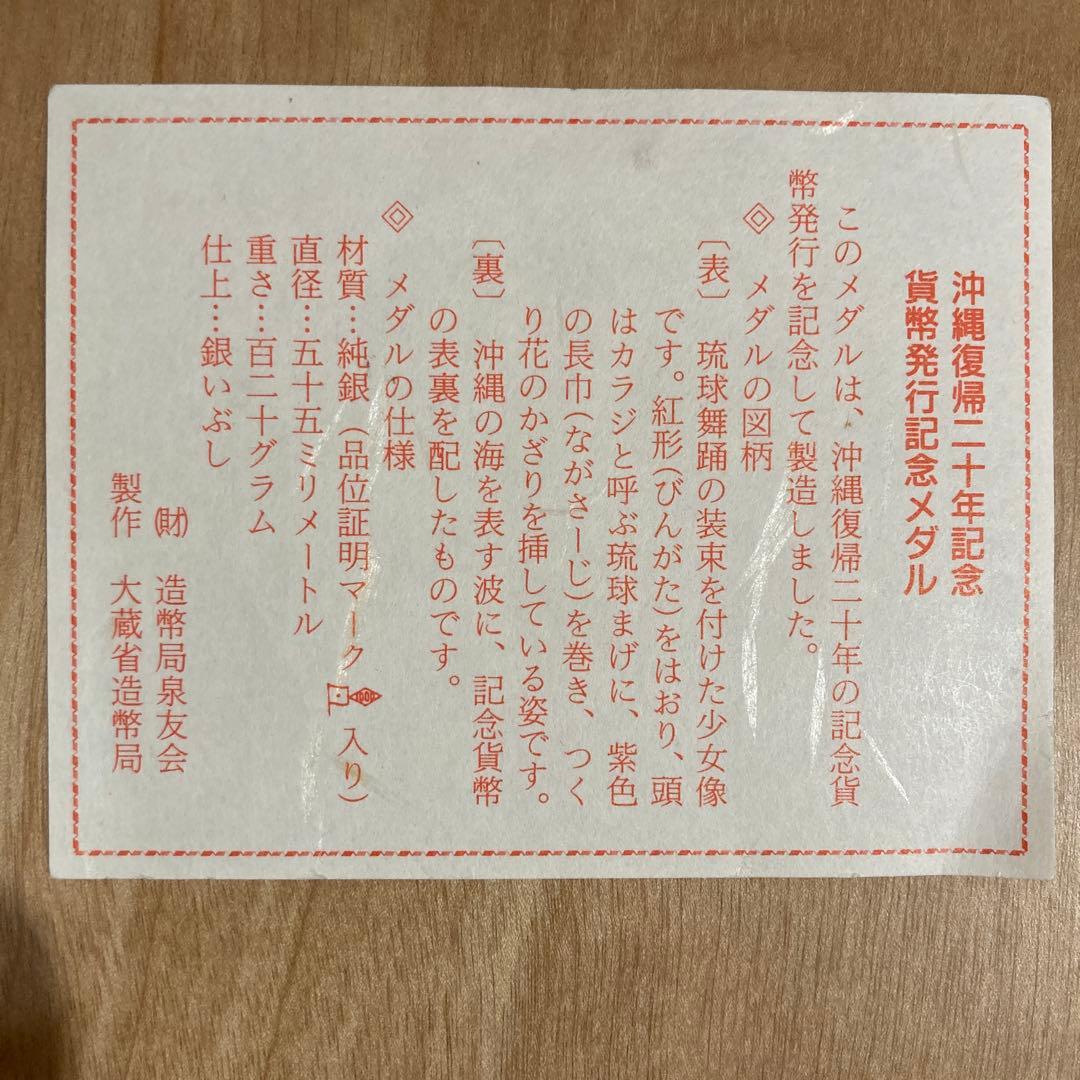 沖縄復帰二十年記念
貨幣発行記念メダル
このメダルは、沖縄復帰二十年の記念貨
幣発行を記念して製造しました。
◎ メダルの図柄
〔表〕 琉球舞踊の装束を付けた少女像
です。紅形(びんがた)をはおり、頭
はカラジと呼ぶ琉球まげに、紫色
の長巾(ながさーじ)を巻き、つく
り花のかざりを挿している姿です。
〔裏〕 沖縄の海を表す波に、記念貨幣
の表裏を配したものです。
◎ メダルの仕様
材質…純銀 (品位証明マーク 1000 入り)
直径…五十五ミリメートル
重さ…百二十グラム
仕上…銀いぶし
㈶ 造幣局泉友会
製作 大蔵省造幣局